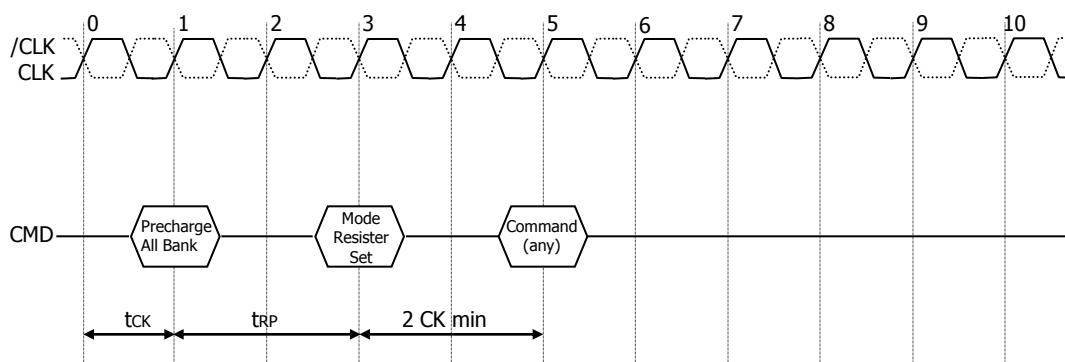 0 1 2 3 4 5 6 7 8 9 10
/CLK
CLK
CMD
Precharge
All Bank
Mode
Resister
Set
Command
(any)
tCK tRP 2 CK min